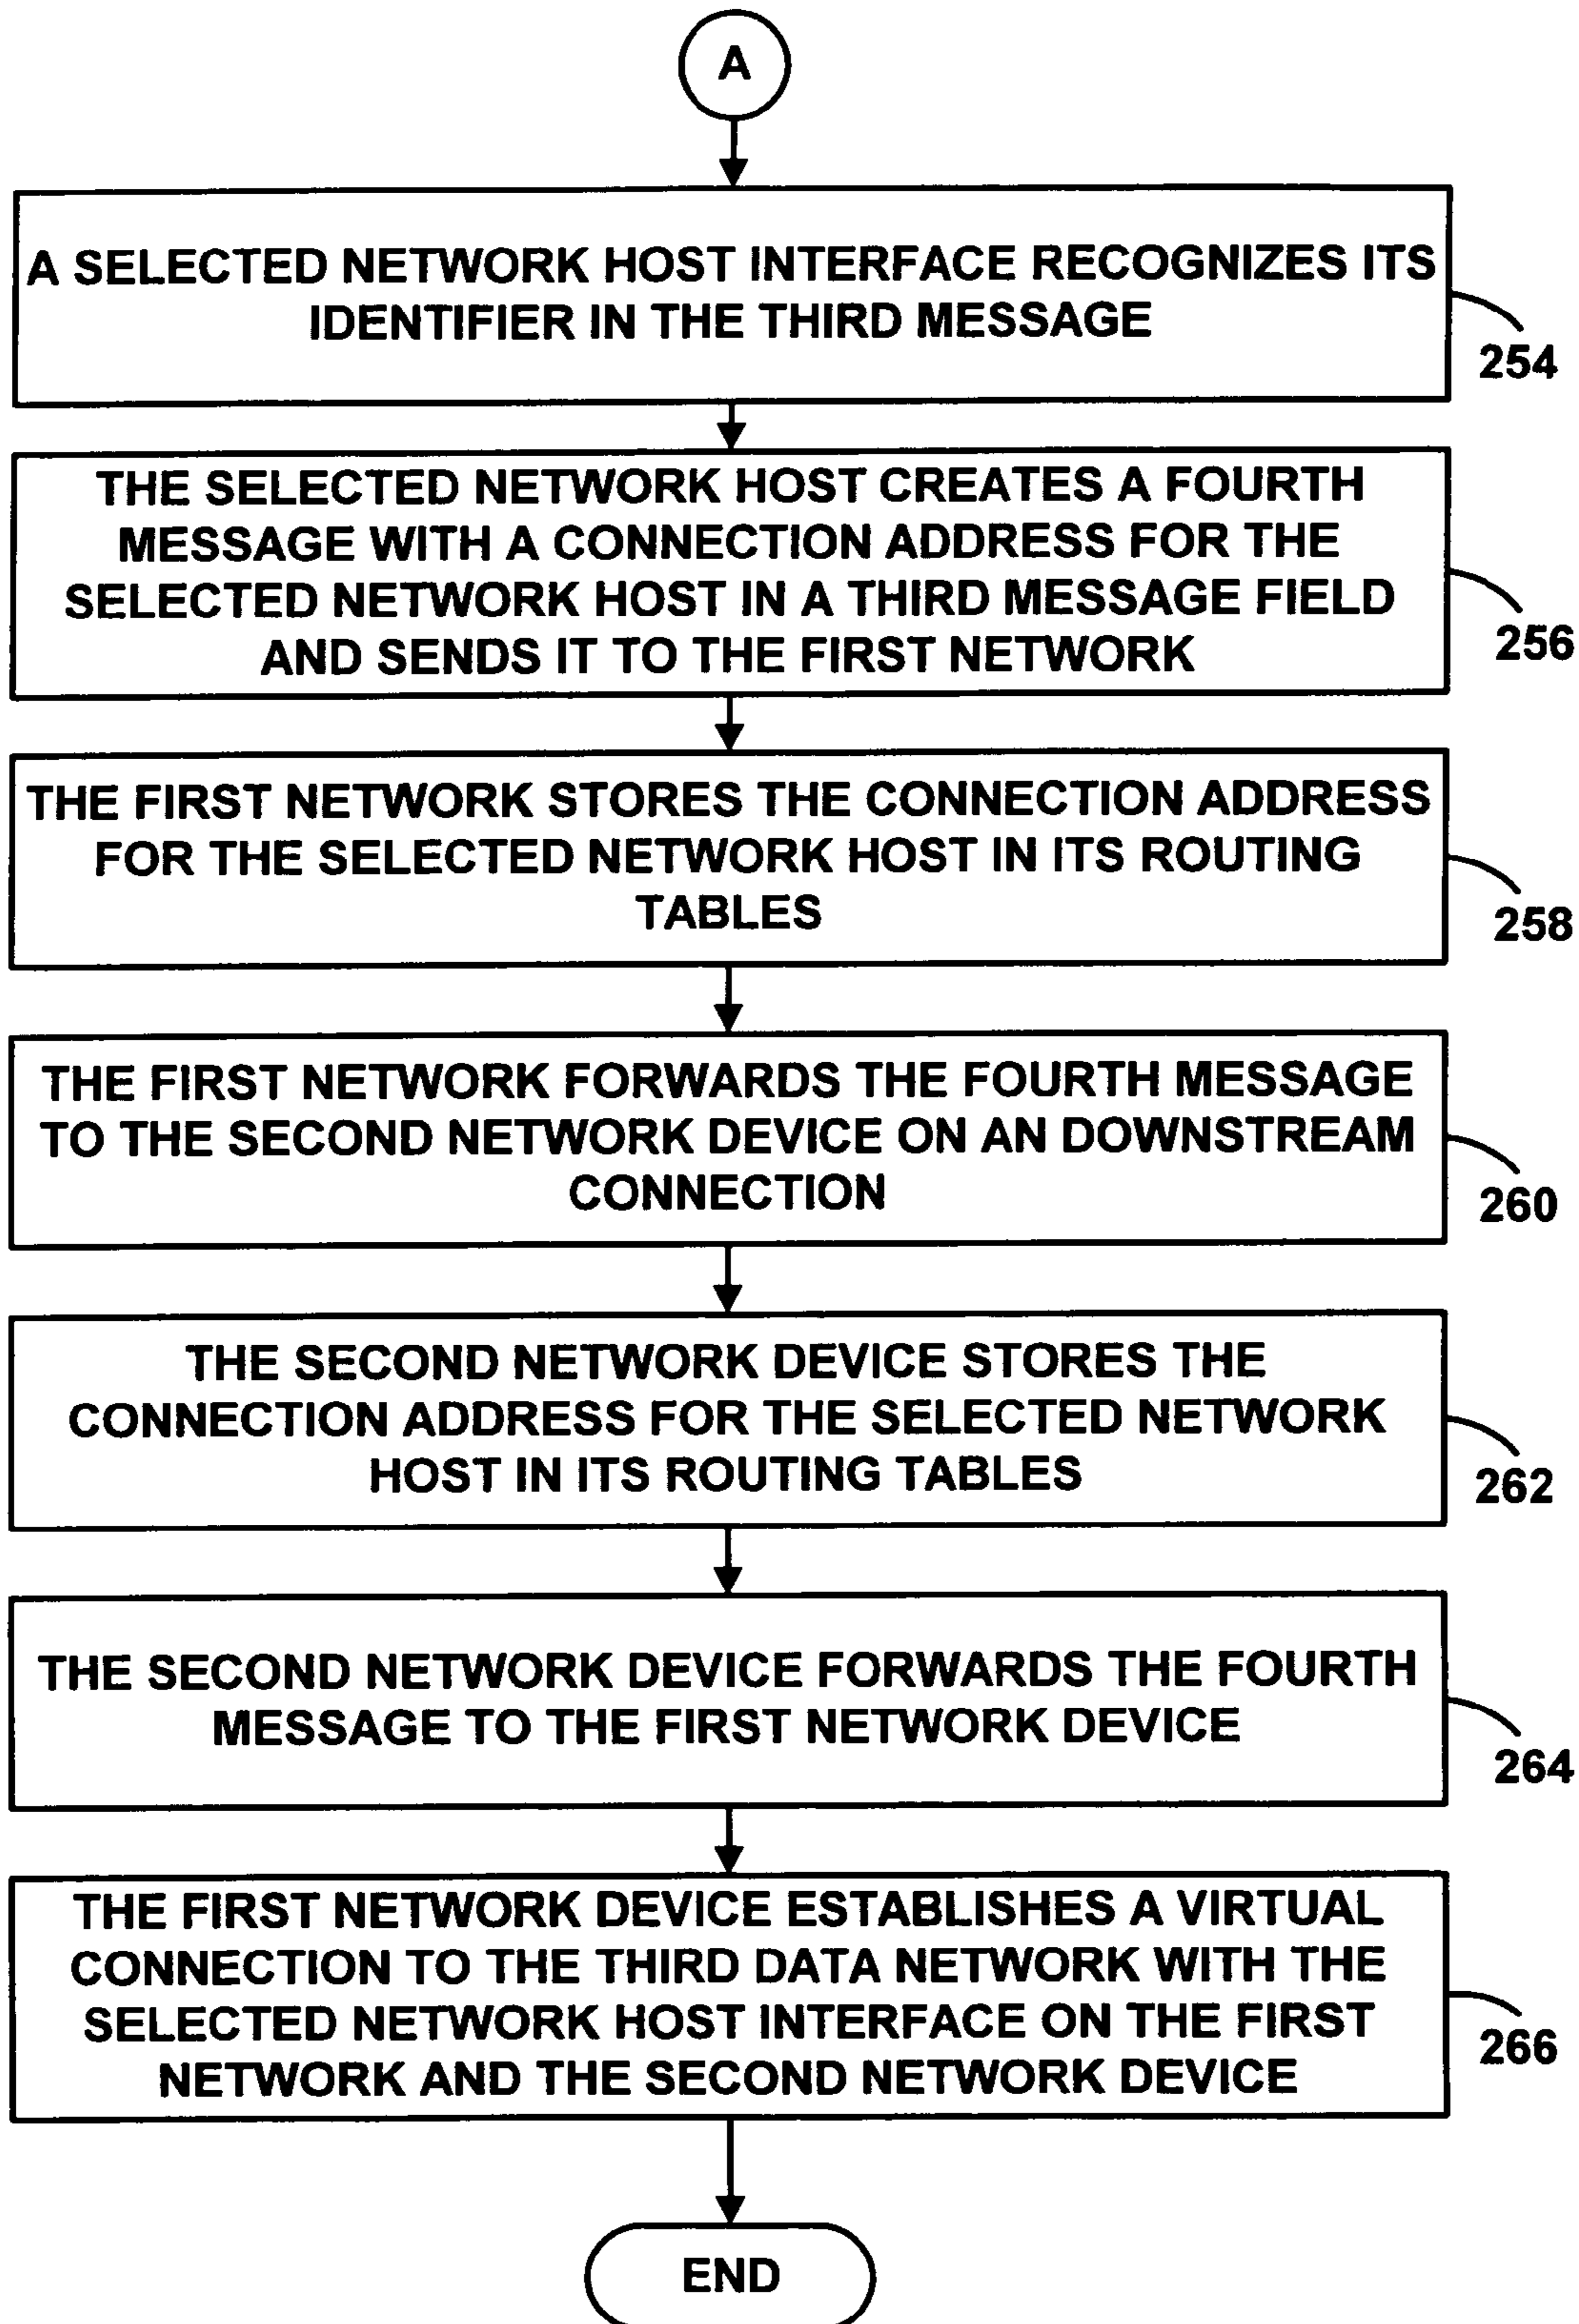 A
A SELECTED NETWORK HOST INTERFACE RECOGNIZES ITS
IDENTIFIER IN THE THIRD MESSAGE
254
THE SELECTED NETWORK HOST CREATES A FOURTH
MESSAGE WITH A CONNECTION ADDRESS FOR THE
SELECTED NETWORK HOST IN A THIRD MESSAGE FIELD
AND SENDS IT TO THE FIRST NETWORK
256
THE FIRST NETWORK STORES THE CONNECTION ADDRESS
FOR THE SELECTED NETWORK HOST IN ITS ROUTING
TABLES
258
THE FIRST NETWORK FORWARDS THE FOURTH MESSAGE
TO THE SECOND NETWORK DEVICE ON AN DOWNSTREAM
CONNECTION
260
THE SECOND NETWORK DEVICE STORES THE
CONNECTION ADDRESS FOR THE SELECTED NETWORK
HOST IN ITS ROUTING TABLES
262
THE SECOND NETWORK DEVICE FORWARDS THE FOURTH
MESSAGE TO THE FIRST NETWORK DEVICE
264
THE FIRST NETWORK DEVICE ESTABLISHES A VIRTUAL
CONNECTION TO THE THIRD DATA NETWORK WITH THE
SELECTED NETWORK HOST INTERFACE ON THE FIRST
NETWORK AND THE SECOND NETWORK DEVICE
266
END